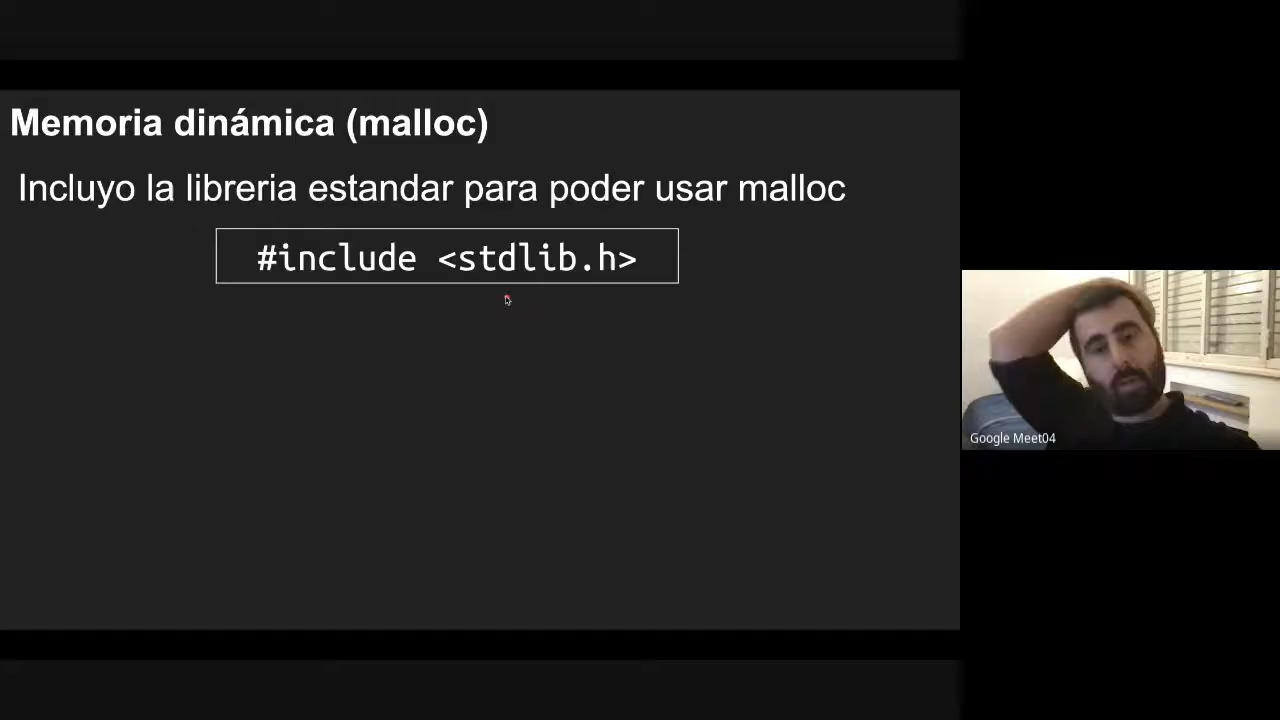 Memoria dinámica (malloc)
Incluyo la libreria estandar para poder usar malloc
#include <stdlib.h>
Google Meet04